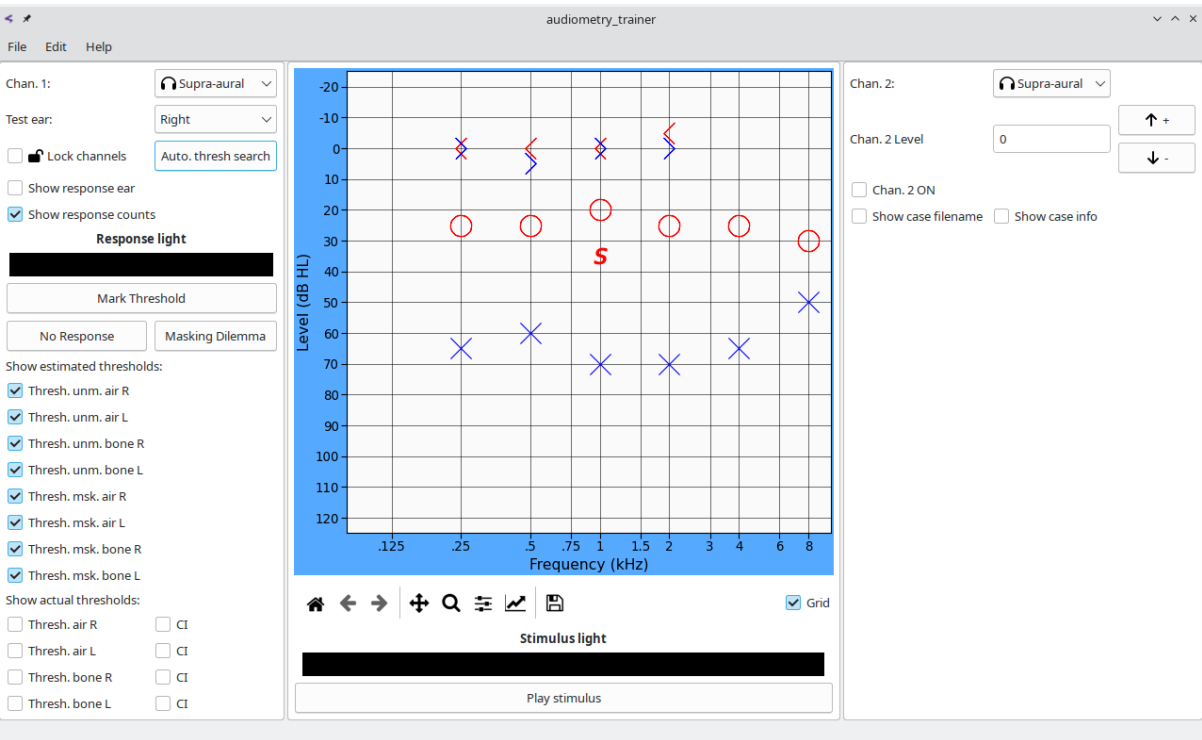 audiometry_trainer
File Edit Help
Chan. 1: Supra-aural
Test ear: Right
Lock channels Auto. thresh search
Show response ear
Show response counts
Response light
Mark Threshold
No Response Masking Dilemma
Show estimated thresholds:
Thresh. unm. air R
Thresh. unm. air L
Thresh. unm. bone R
Thresh. unm. bone L
Thresh. msk. air R
Thresh. msk. air L
Thresh. msk. bone R
Thresh. msk. bone L
Show actual thresholds:
Thresh. air R CI
Thresh. air L CI
Thresh. bone R CI
Thresh. bone L CI
Level (dB HL)
-20
-10
0
10
20
30
40
50
60
70
80
90
100
110
120
S
.125 .25 .5 .75 1 1.5 2 3 4 6 8
Frequency (kHz)
Grid
Stimulus light
Play stimulus
Chan. 2: Supra-aural
Chan. 2 Level 0
+
-
Chan. 2 ON
Show case filename Show case info